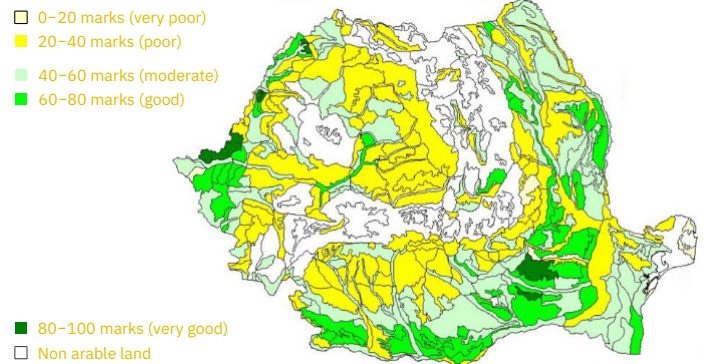 0–20 marks (very poor)
20–40 marks (poor)
40–60 marks (moderate)
60–80 marks (good)
80–100 marks (very good)
Non arable land